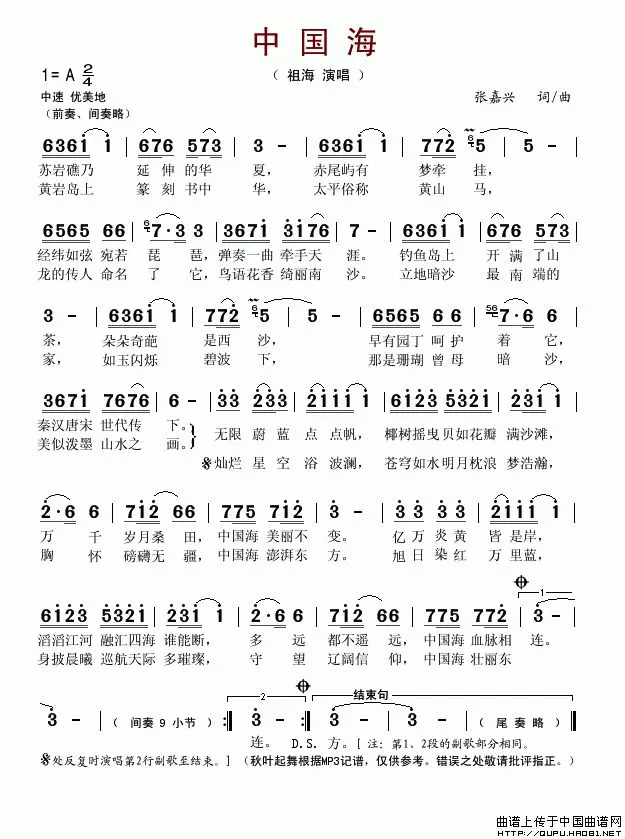 中国海
1=A 2/4
（ 祖海 演唱 ）
中速 优美地
张嘉兴 词/曲
（前奏、间奏略）
6361 1 | 676 573 | 3 - | 6361 1 | 772 5 | 5 - |
苏岩礁乃 延伸的华 夏，赤尾屿有 梦牵 挂，
黄岩岛上 篆刻书中 华，太平俗称 黄山 马，
6565 66 | 7·3 | 3671 3176 | 3 - | 6361 1 | 676 573 |
经纬如弦 宛若 琵 琶，弹奏一曲 牵手天 涯。钓鱼岛上 开满了山
龙的传人 命名 了 它，鸟语花香 绮丽南 沙。立地暗沙 最南端的
3 - | 6361 1 | 772 5 | 5 - | 6565 6 6 | 7·6 |
茶，朵朵奇葩 是西 沙，早有园丁 呵护 着 它，
家，如玉闪烁 碧波 下，那是珊瑚 曾母 暗 沙，
3671 7676 | 6 - | 33 233 | 2111 1 | 6123 5321 | 233 3 |
秦汉唐宋 世代传 下。
美似泼墨 山水之 画。
无限 蔚蓝 点点帆，椰树摇曳 贝如花瓣 满沙滩，
灿烂 星空 浴波澜，苍穹如水 明月枕浪 梦浩瀚，
2·6 6 | 712 2 | 775 712 | 3 - | 3 3 233 | 2111 1 |
万 千 岁月桑 田，中国海 美丽不 变。亿万 炎黄 皆是岸，
胸 怀 磅礴无 疆，中国海 澎湃东 方。旭日 染红 万里蓝，
6123 5321 | 233 3 | 2·6 6 | 712 2 | 775 772 | 3 - |
滔滔江河 融汇四海 谁能断，多 远 都不遥 远，中国海 血脉相 连。
身披晨曦 巡航天际 多璀璨，守 望 辽阔信 仰，中国海 壮丽东
3 - | （ 间奏 9 小节 ） :| 3 - :| 3 - | 3 - | （ 尾奏略 ） ‖
结束句
连。 D.S. 方。[ 注：第1、2段的副歌部分相同。
处反复时演唱第2行副歌至结束。] （秋叶起舞根据MP3记谱，仅供参考。错误之处敬请批评指正。）
曲谱上传于中国曲谱网
http://qupu.hao81.net